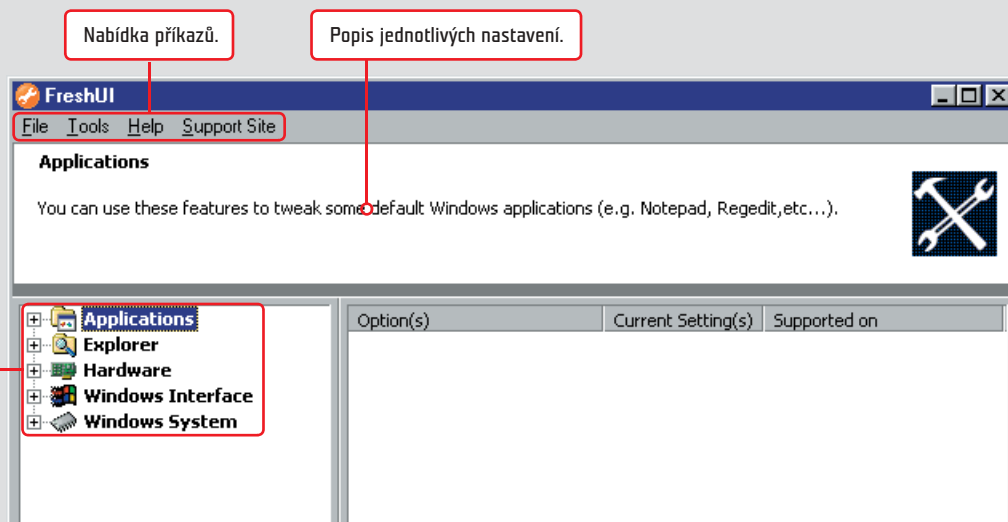 Nabídka příkazů.
Popis jednotlivých nastavení.
FreshUI
File Tools Help Support Site
Applications
You can use these features to tweak some default Windows applications (e.g. Notepad, Regedit,etc...).
Applications
Explorer
Hardware
Windows Interface
Windows System
Option(s) Current Setting(s) Supported on